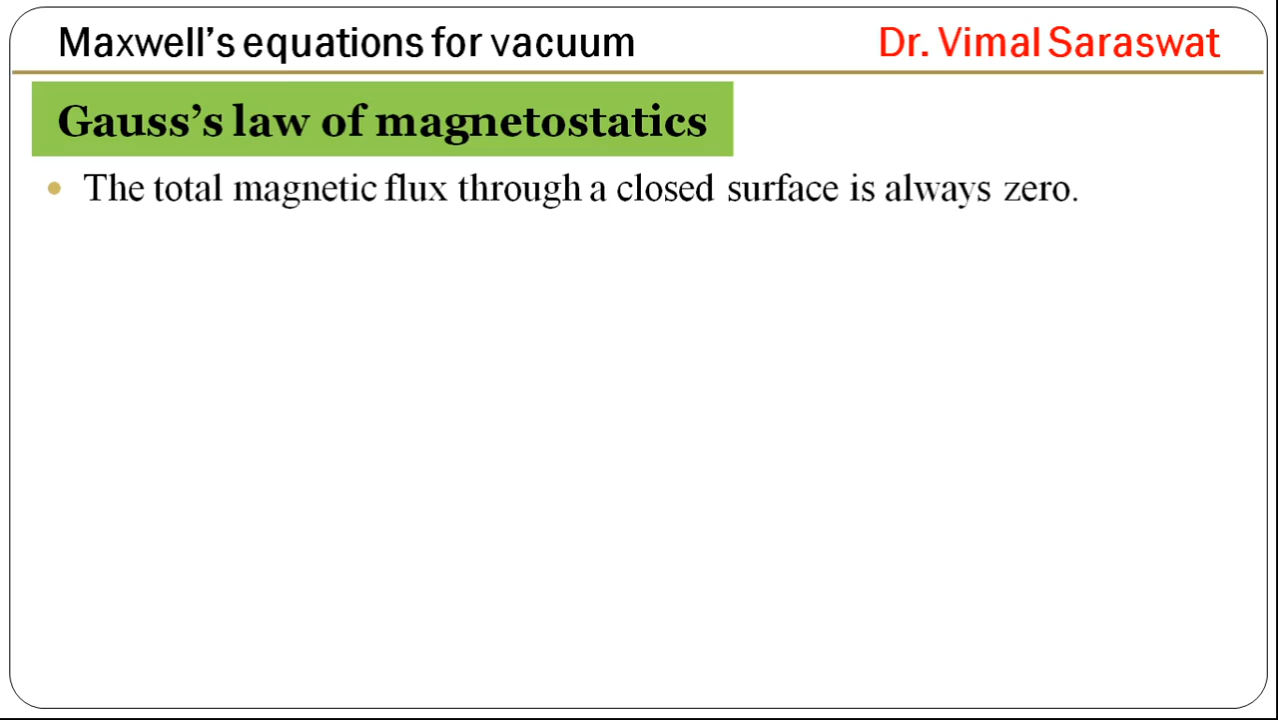 Maxwell’s equations for vacuum Dr. Vimal Saraswat
Gauss’s law of magnetostatics
• The total magnetic flux through a closed surface is always zero.